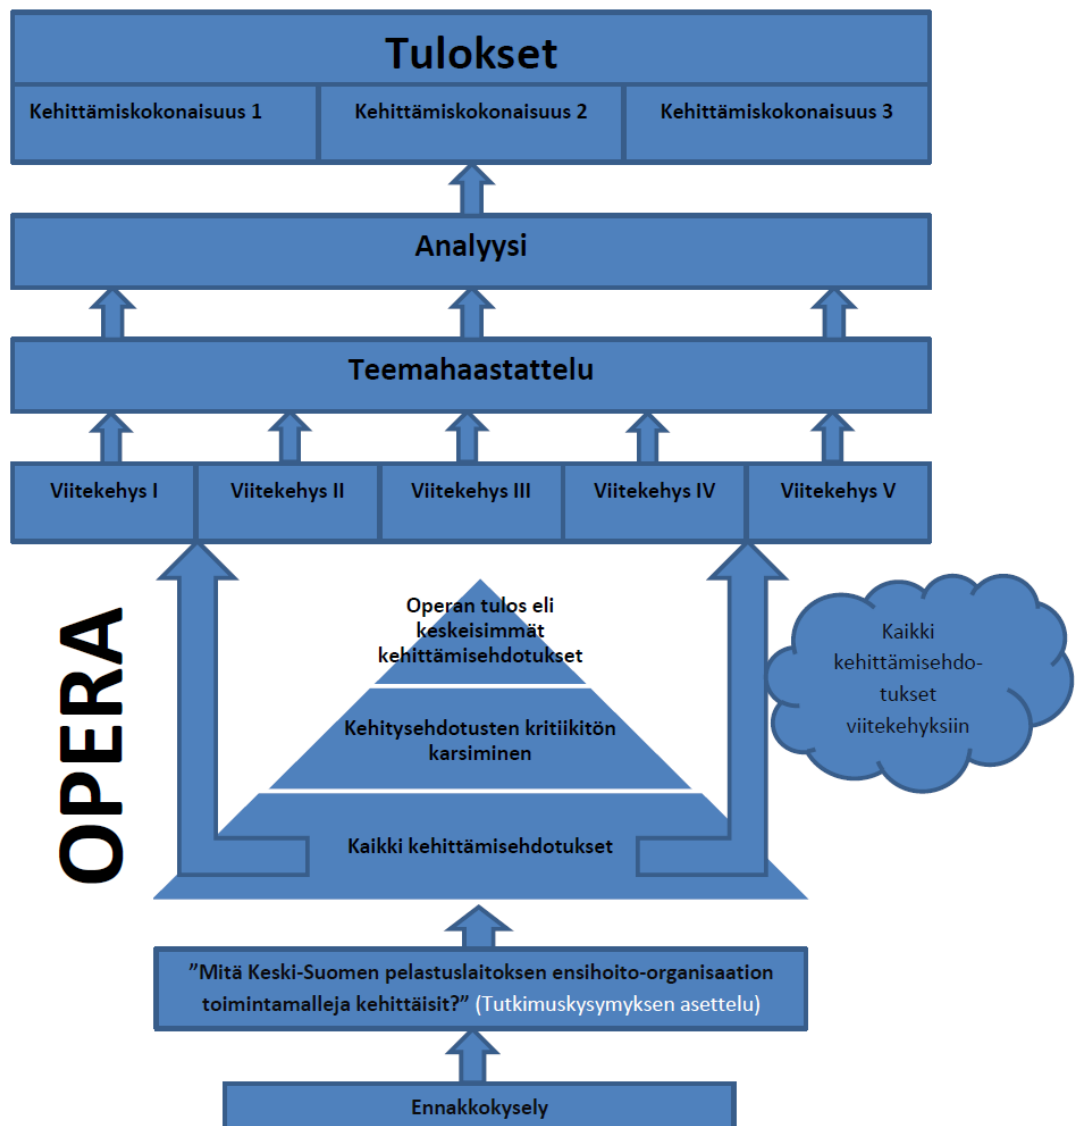 Tulokset
Kehittämiskokonaisuus 1
Kehittämiskokonaisuus 2
Kehittämiskokonaisuus 3
Analyysi
Teemahaastattelu
Viitekehys I
Viitekehys II
Viitekehys III
Viitekehys IV
Viitekehys V
OPERA
Operan tulos eli
keskeisimmät
kehittämisehdotukset
Kehitysehdotusten kritiikitön
karsiminen
Kaikki kehittämisehdotukset
Kaikki
kehittämisehdo-
tukset
viitekehyksiin
”Mitä Keski-Suomen pelastuslaitoksen ensihoito-organisaation
toimintamalleja kehittäisit?” (Tutkimuskysymyksen asettelu)
Ennakkokysely